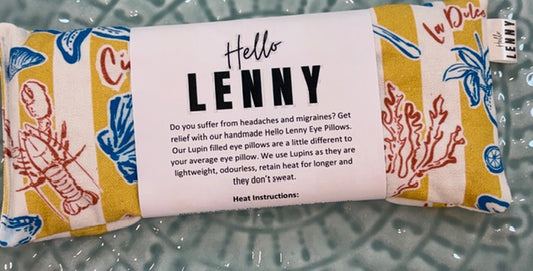 Hello
LENNY
Do you suffer from headaches and migraines? Get
relief with our handmade Hello Lenny Eye Pillows.
Our Lupin filled eye pillows are a little different to
your average eye pillow. We use Lupins as they are
lightweight, odourless, retain heat for longer and
they don't sweat.
Heat Instructions:
La Dolce
Hello
LENNY